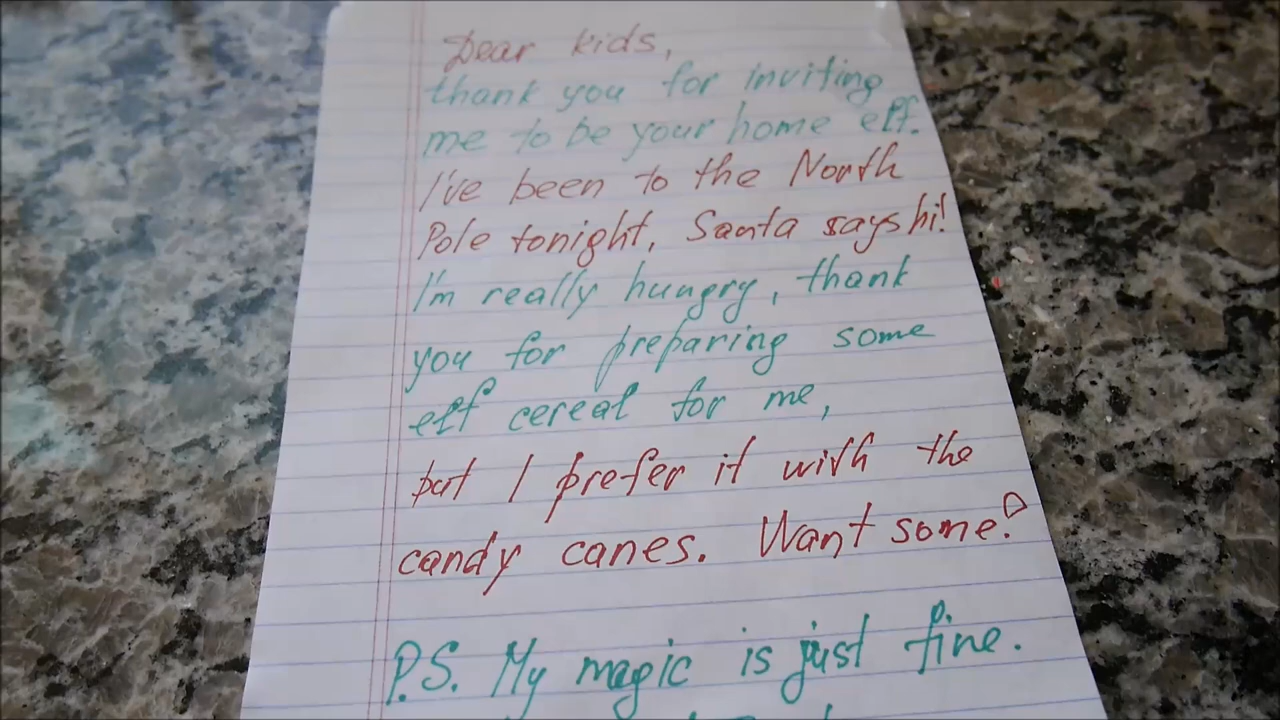 Dear kids,
thank you for inviting
me to be your home elf.
I've been to the North
Pole tonight, Santa says hi!
I'm really hungry, thank
you for preparing some
elf cereal for me,
but I prefer it with the
candy canes. Want some?
P.S. My magic is just fine.